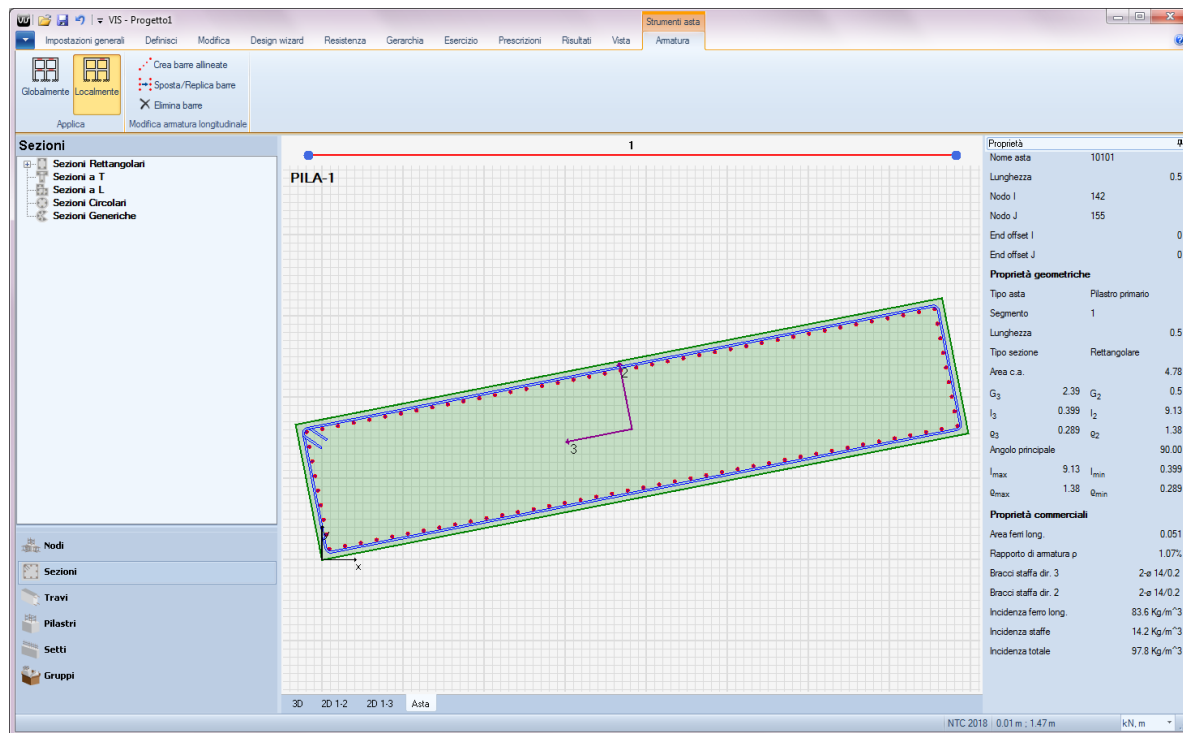 VIS - Progetto1
Strumenti asta
Impostazioni generali Definisci Modifica Design wizard Resistenza Gerarchia Esercizio Prescrizioni Risultati Vista Armatura
Globalmente Localmente
Crea barre allineate
Sposta/Replica barre
Elimina barre
Applica Modifica armatura longitudinale
Sezioni
Sezioni Rettangolari
Sezioni a T
Sezioni a L
Sezioni Circolari
Sezioni Generiche
Nodi
Sezioni
Travi
Pilastri
Setti
Gruppi
1
PILA-1
2
3
x
3D 2D 1-2 2D 1-3 Asta
Proprietà
Nome asta 10101
Lunghezza 0.5
Nodo I 142
Nodo J 155
End offset I 0
End offset J 0
Proprietà geometriche
Tipo asta Pilastro primario
Segmento 1
Lunghezza 0.5
Tipo sezione Rettangolare
Area c.a. 4.78
G3 2.39 G2 0.5
I3 0.399 I2 9.13
ϱ3 0.289 ϱ2 1.38
Angolo principale 90.00
Imax 9.13 Imin 0.399
ϱmax 1.38 ϱmin 0.289
Proprietà commerciali
Area ferri long. 0.051
Rapporto di armatura ρ 1.07%
Bracci staffa dir. 3 2-ø 14/0.2
Bracci staffa dir. 2 2-ø 14/0.2
Incidenza ferro long. 83.6 Kg/m^3
Incidenza staffe 14.2 Kg/m^3
Incidenza totale 97.8 Kg/m^3
NTC 2018 0.01 m ; 1.47 m kN, m